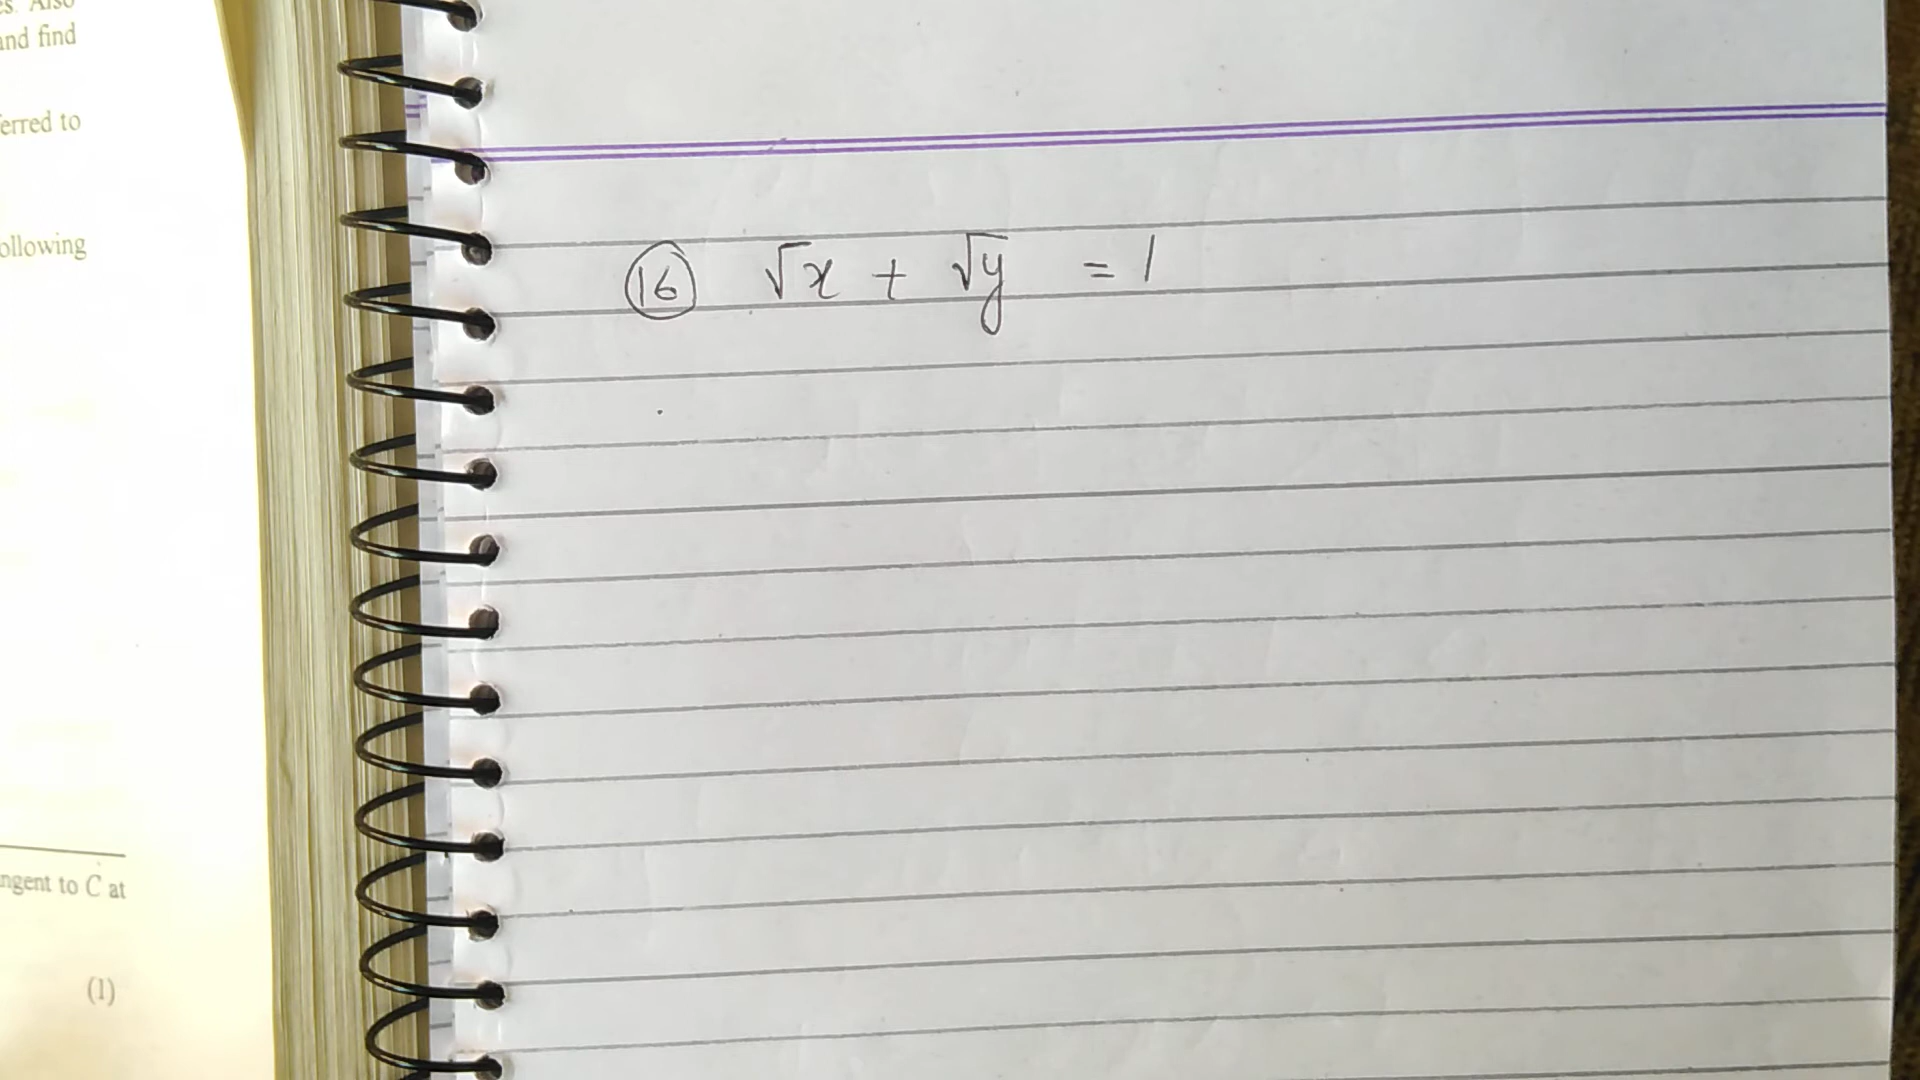 es. Also
and find
erred to
ollowing
ngent to C at
(1)
(16) √x + √y = 1